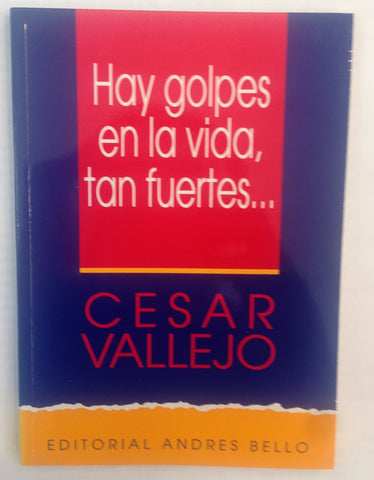 Hay golpes
en la vida,
tan fuertes...
CESAR
VALLEJO
EDITORIAL ANDRES BELLO